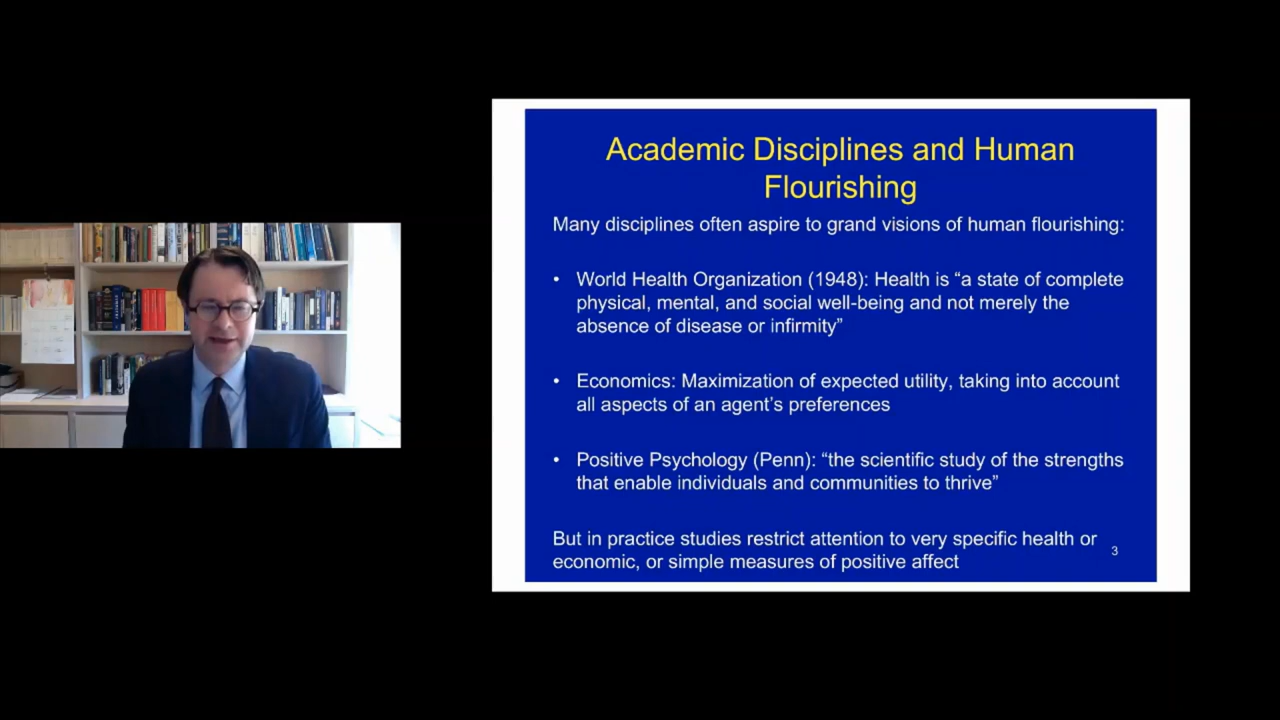 Academic Disciplines and Human
Flourishing
Many disciplines often aspire to grand visions of human flourishing:
• World Health Organization (1948): Health is “a state of complete
physical, mental, and social well-being and not merely the
absence of disease or infirmity”
• Economics: Maximization of expected utility, taking into account
all aspects of an agent’s preferences
• Positive Psychology (Penn): “the scientific study of the strengths
that enable individuals and communities to thrive”
But in practice studies restrict attention to very specific health or
economic, or simple measures of positive affect
3